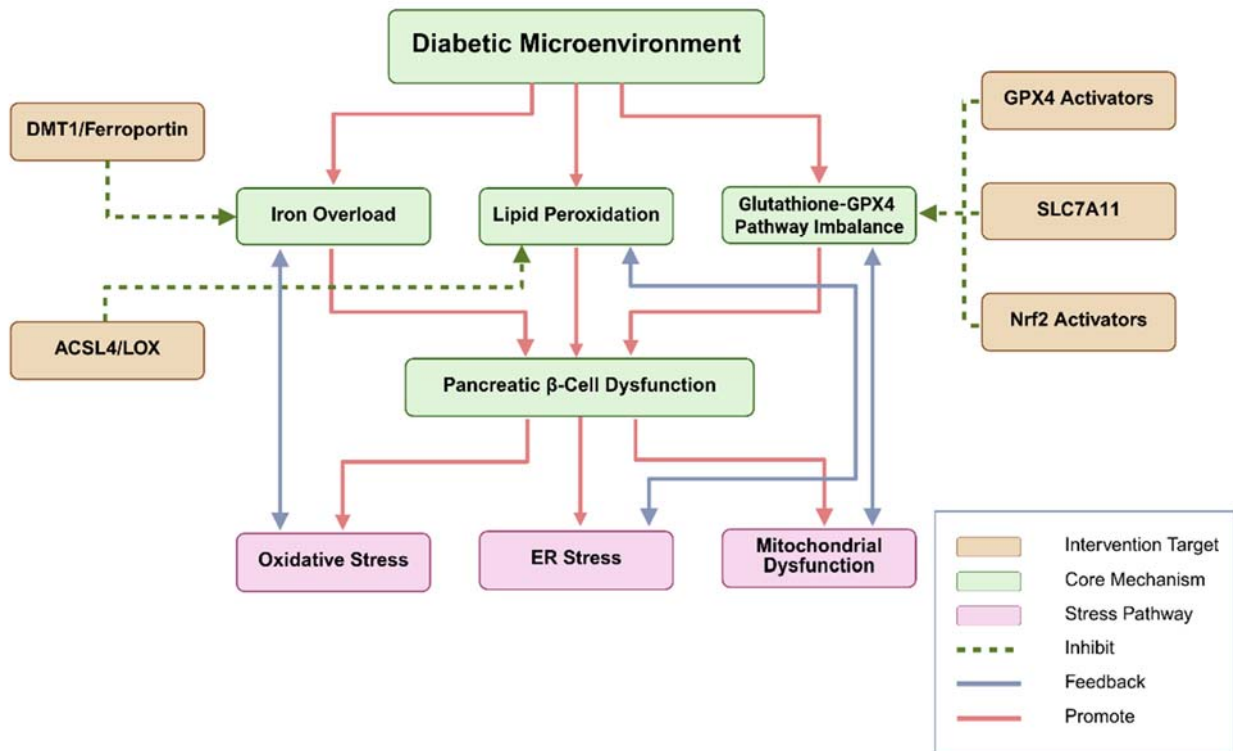 Diabetic Microenvironment
DMT1/Ferroportin
GPX4 Activators
Iron Overload
Lipid Peroxidation
Glutathione-GPX4
Pathway Imbalance
SLC7A11
ACSL4/LOX
Nrf2 Activators
Pancreatic β-Cell Dysfunction
Oxidative Stress
ER Stress
Mitochondrial
Dysfunction
Intervention Target
Core Mechanism
Stress Pathway
Inhibit
Feedback
Promote